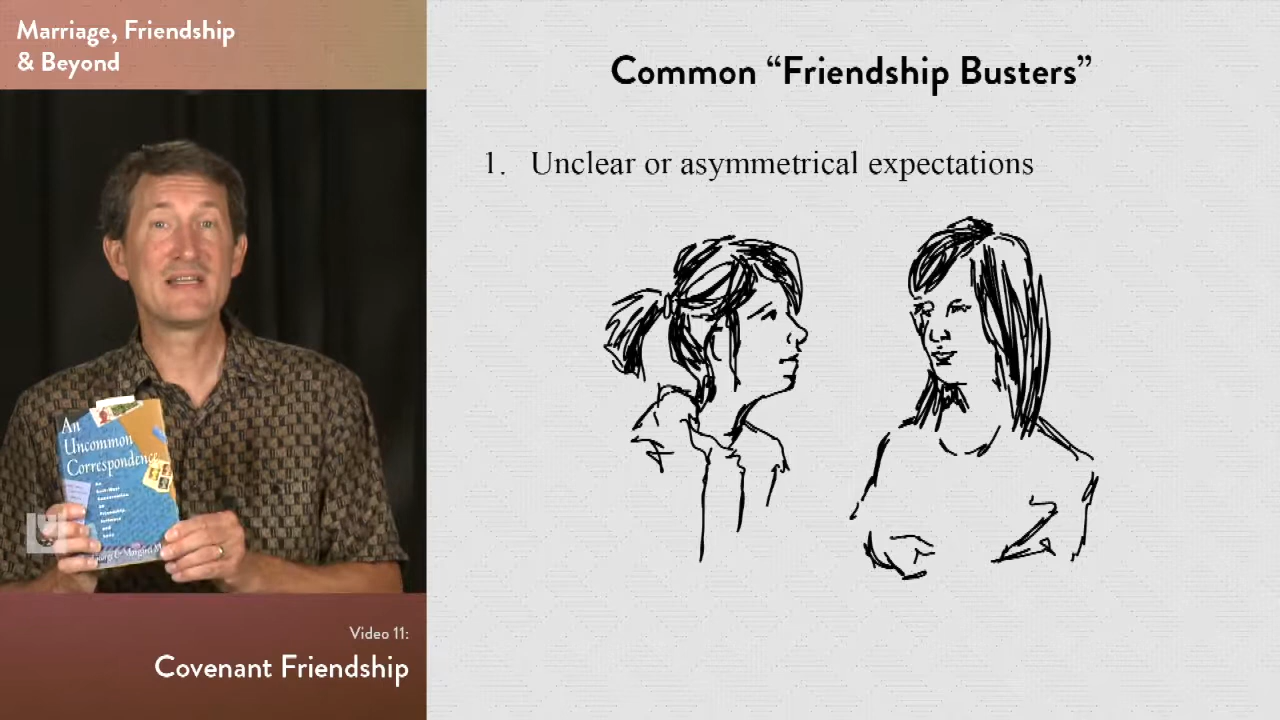 Marriage, Friendship
& Beyond
Common “Friendship Busters”
1. Unclear or asymmetrical expectations
An
Uncommon
Correspondence
Video 11:
Covenant Friendship